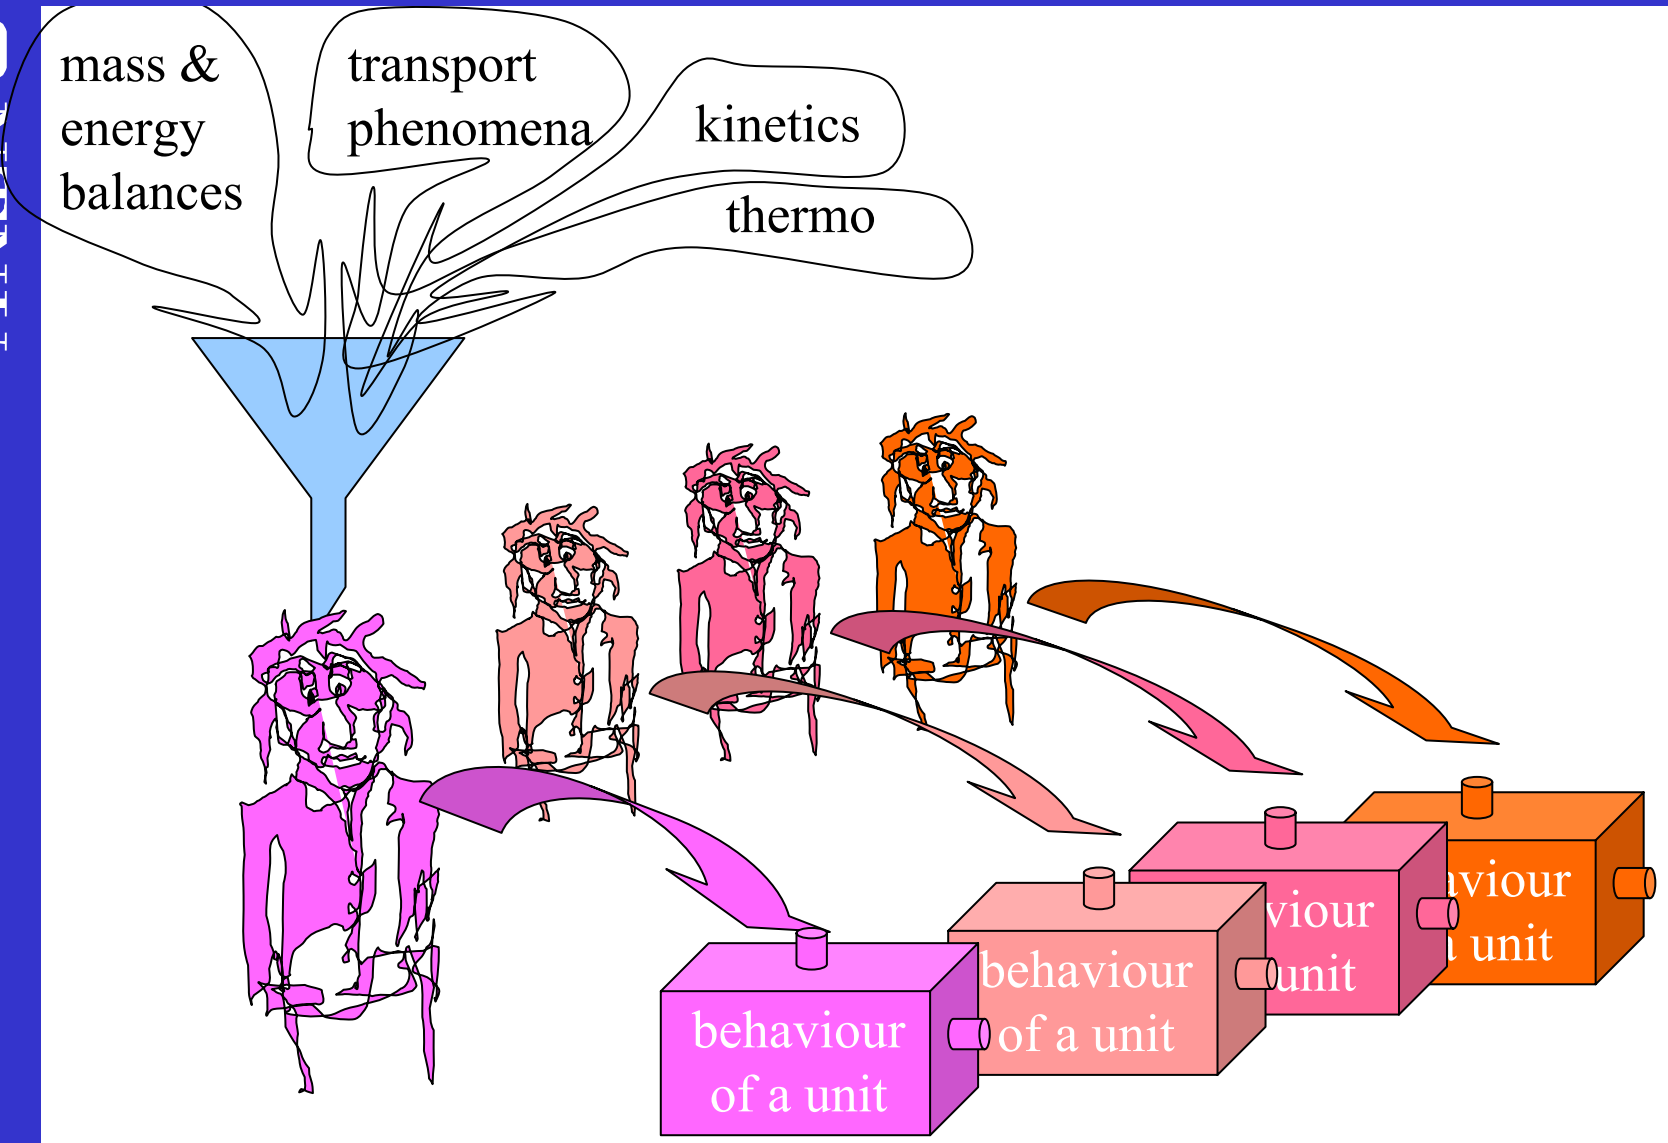 mass &
energy
balances
transport
phenomena
kinetics
thermo
behaviour
of a unit
behaviour
of a unit
viour
unit
aviour
unit